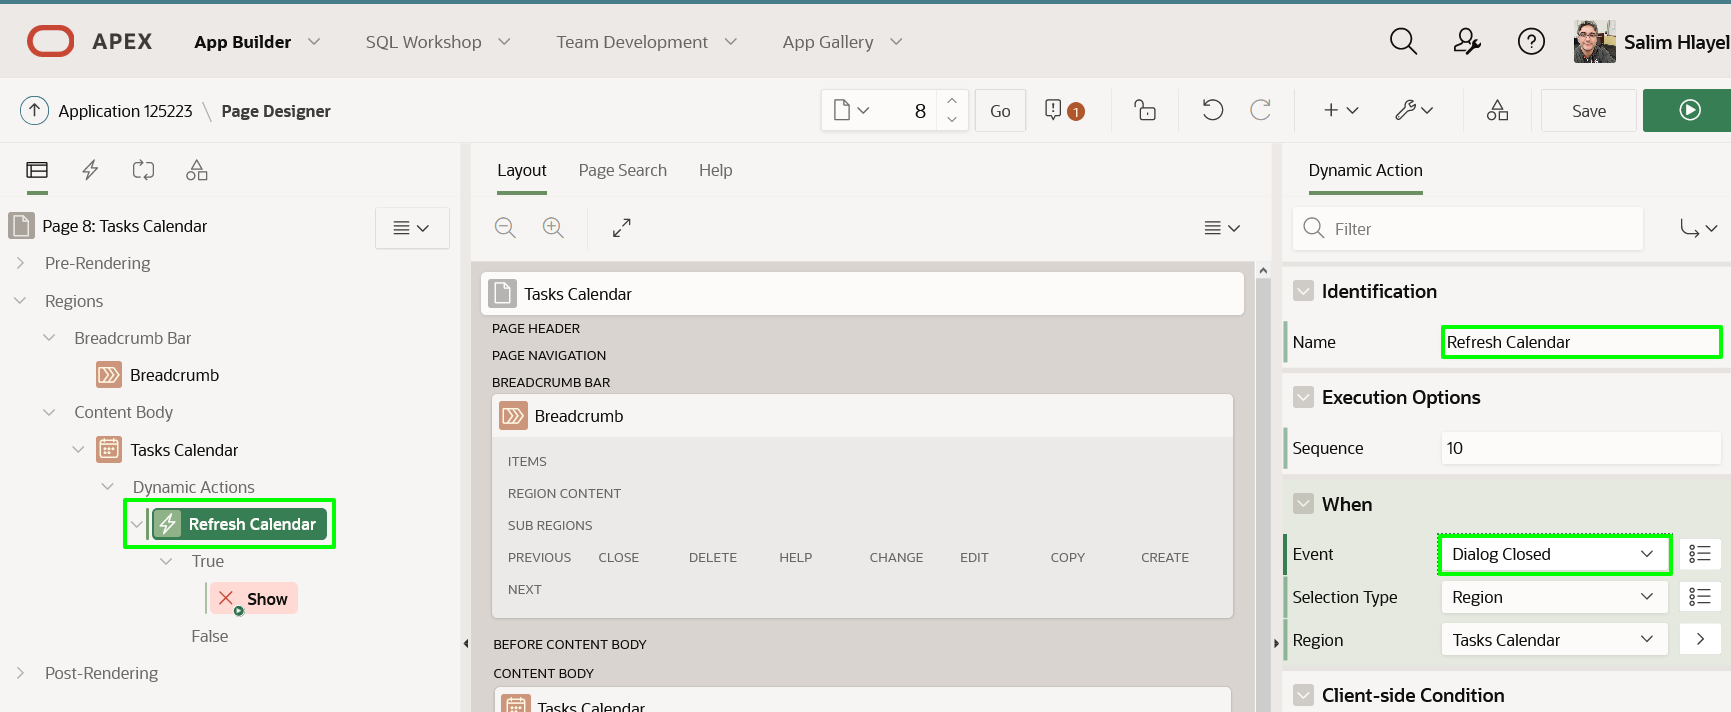 APEX App Builder SQL Workshop Team Development App Gallery Salim Hlayel
Application 125223 \ Page Designer 8 Go 1 Save
Page 8: Tasks Calendar
Pre-Rendering
Regions
Breadcrumb Bar
Breadcrumb
Content Body
Tasks Calendar
Dynamic Actions
Refresh Calendar
True
Show
False
Post-Rendering
Layout Page Search Help
Tasks Calendar
PAGE HEADER
PAGE NAVIGATION
BREADCRUMB BAR
Breadcrumb
ITEMS
REGION CONTENT
SUB REGIONS
PREVIOUS CLOSE DELETE HELP CHANGE EDIT COPY CREATE
NEXT
BEFORE CONTENT BODY
CONTENT BODY
Tasks Calendar
Dynamic Action
Filter
Identification
Name Refresh Calendar
Execution Options
Sequence 10
When
Event Dialog Closed
Selection Type Region
Region Tasks Calendar
Client-side Condition